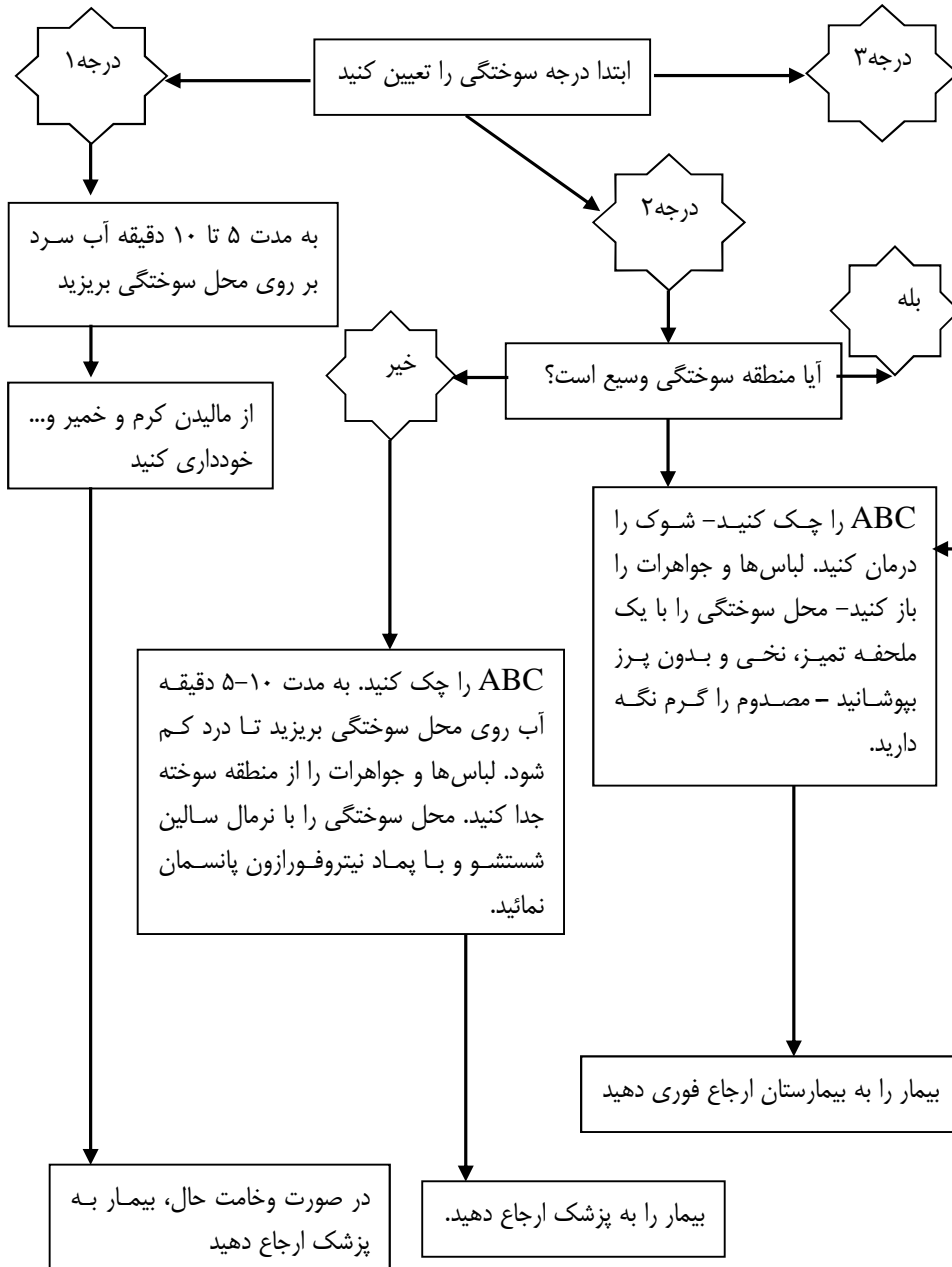 ابتدا درجه سوختگی را تعیین کنید
درجه۱
درجه۳
درجه۲
به مدت ۵ تا ۱۰ دقیقه آب سرد
بر روی محل سوختگی بریزید
بله
خیر
آیا منطقه سوختگی وسیع است؟
از مالیدن کرم و خمیر و...
خودداری کنید
ABC را چک کنید- شوک را
درمان کنید. لباس‌ها و جواهرات را
باز کنید- محل سوختگی را با یک
ملحفه تمیز، نخی و بدون پرز
بپوشانید – مصدوم را گرم نگه
دارید.
ABC را چک کنید. به مدت ۱۰-۵ دقیقه
آب روی محل سوختگی بریزید تا درد کم
شود. لباس‌ها و جواهرات را از منطقه سوخته
جدا کنید. محل سوختگی را با نرمال سالین
شستشو و با پماد نیتروفورازون پانسمان
نمائید.
بیمار را به بیمارستان ارجاع فوری دهید
بیمار را به پزشک ارجاع دهید.
در صورت وخامت حال، بیمار به
پزشک ارجاع دهید